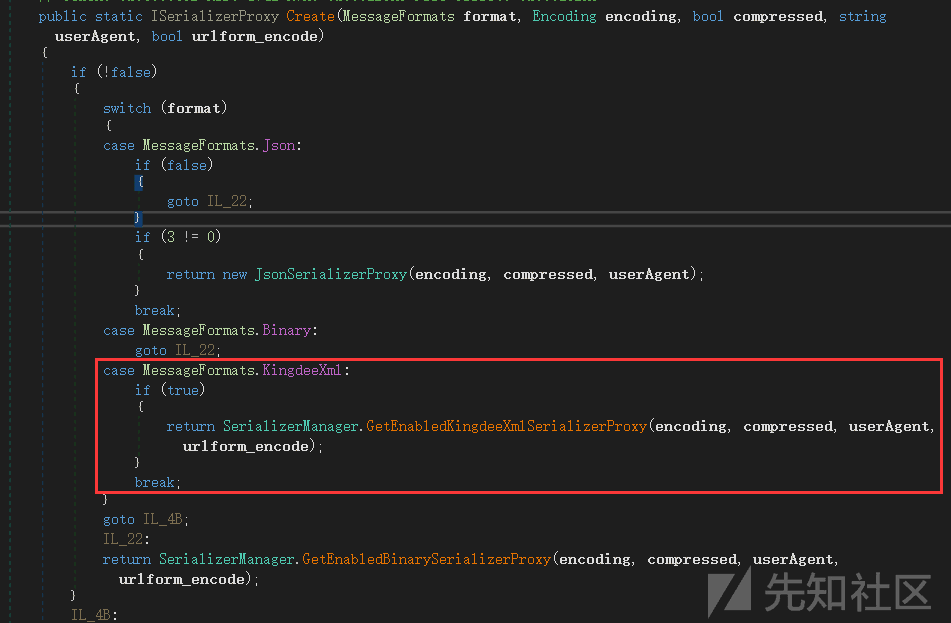 public static ISerializerProxy Create(MessageFormats format, Encoding encoding, bool compressed, string
userAgent, bool urlform_encode)
{
if (!false)
{
switch (format)
{
case MessageFormats.Json:
if (false)
{
goto IL_22;
}
if (3 != 0)
{
return new JsonSerializerProxy(encoding, compressed, userAgent);
}
break;
case MessageFormats.Binary:
goto IL_22;
case MessageFormats.KingdeeXml:
if (true)
{
return SerializerManager.GetEnabledKingdeeXmlSerializerProxy(encoding, compressed, userAgent,
urlform_encode);
}
break;
}
goto IL_4B;
IL_22:
return SerializerManager.GetEnabledBinarySerializerProxy(encoding, compressed, userAgent,
urlform_encode);
}
IL_4B:
先知社区